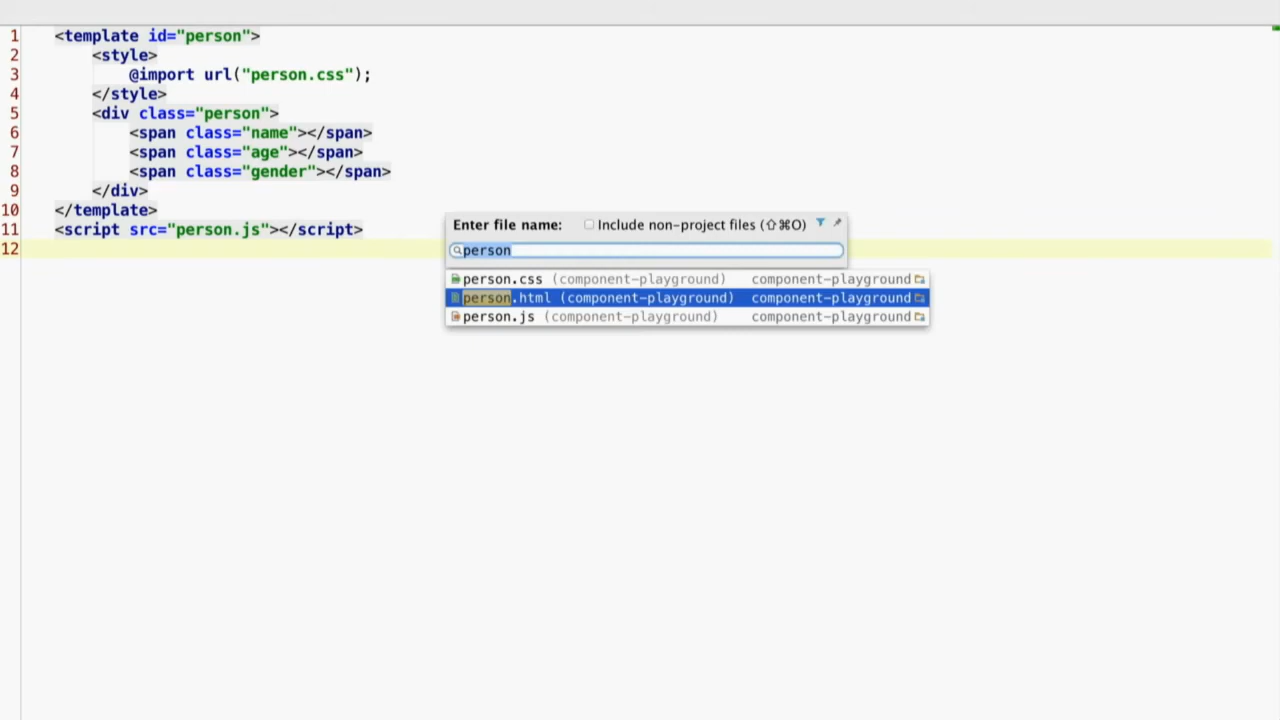 1 <template id="person">
2 <style>
3 @import url("person.css");
4 </style>
5 <div class="person">
6 <span class="name"></span>
7 <span class="age"></span>
8 <span class="gender"></span>
9 </div>
10 </template>
11 <script src="person.js"></script>
12
Enter file name: Include non-project files (⇧⌘O)
person
person.css (component-playground) component-playground
person.html (component-playground) component-playground
person.js (component-playground) component-playground